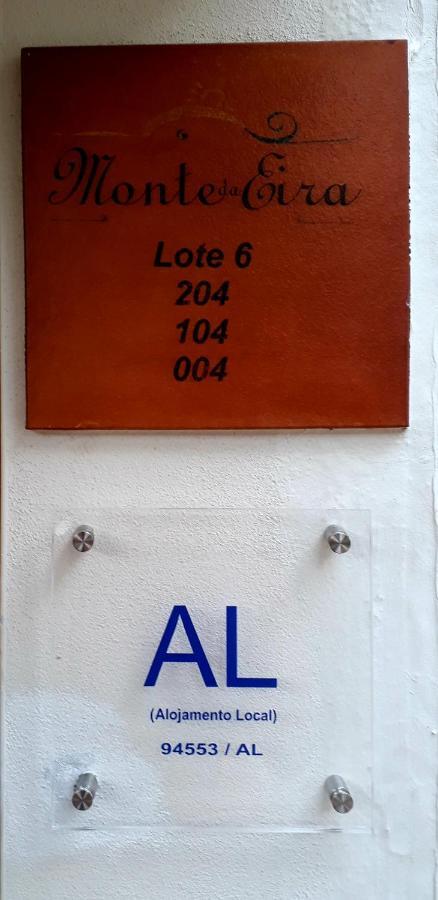 Monte da Eira
Lote 6
204
104
004
AL
(Alojamento Local)
94553 / AL